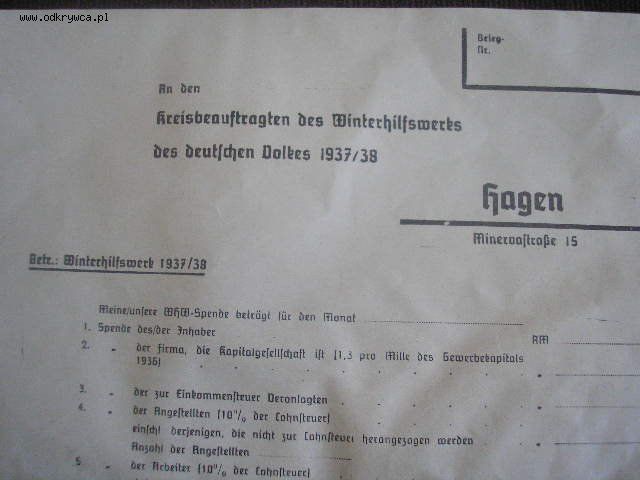 www.odkrywca.pl
Beleg-
Nr.
An den
Kreisbeauftragten des Winterhilfswerks
des deutschen Volkes 1937/38
Hagen
Minervastraße 15
Betr.: Winterhilfswerk 1937/38
Meine/unsere WHW-Spende beträgt für den Monat
1. Spende des/der Inhaber RM
2. „ der Firma, die Kapitalgesellschaft ist (1,3 pro Mille des Gewerbekapitals
1936)
3. „ der zur Einkommensteuer Veranlagten
4. „ der Angestellten (10% der Lohnsteuer)
einschl derjenigen, die nicht zur Lohnsteuer herangezogen werden
Anzahl der Angestellten
5 „ der Arbeiter (10% der Lohnsteuer)